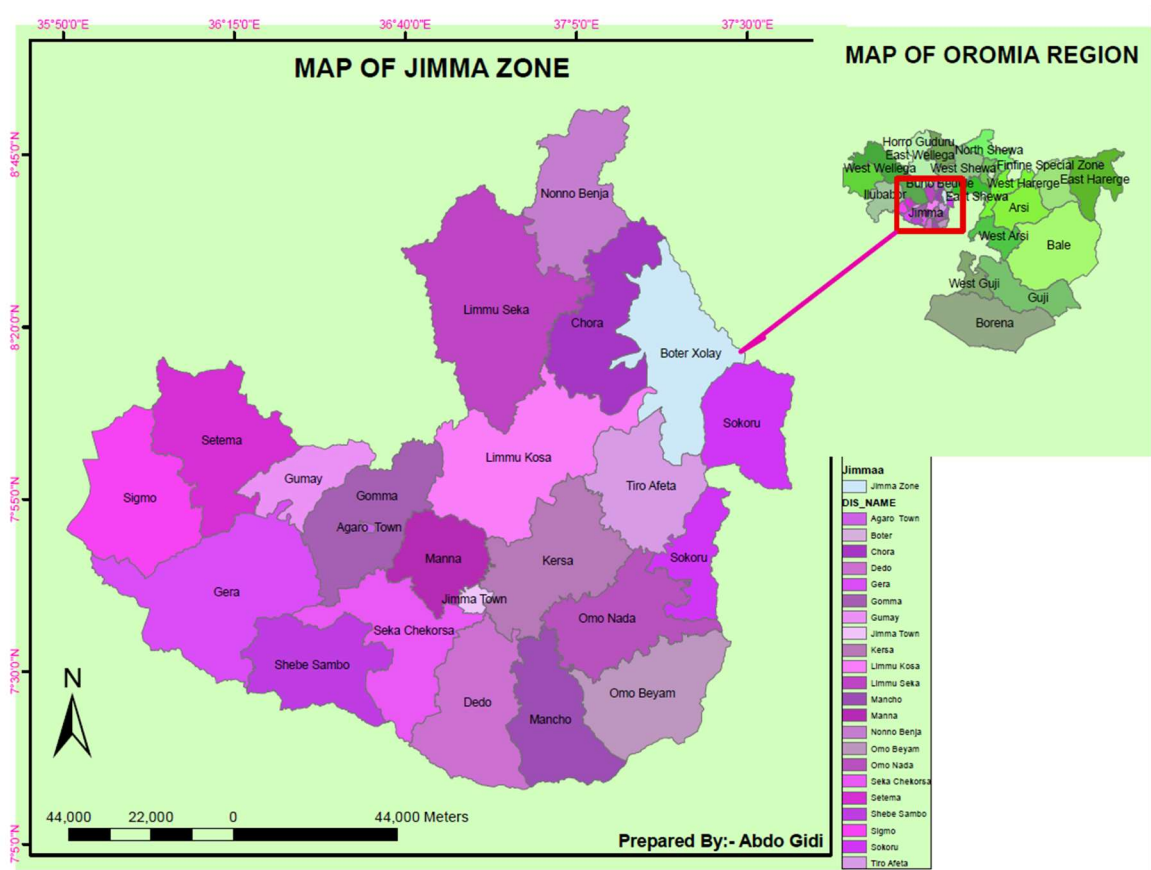 35°50'0"E 36°15'0"E 36°40'0"E 37°5'0"E 37°30'0"E
MAP OF JIMMA ZONE
MAP OF OROMIA REGION
8°45'0"N
8°20'0"N
7°55'0"N
7°30'0"N
7°5'0"N
Nonno Benja
Limmu Seka
Chora
Boter Xolay
Sokoru
Setema
Limmu Kosa
Gumay
Tiro Afeta
Sigmo
Gomma
Agaro Town
Manna
Kersa
Sokoru
Gera
Jimma Town
Omo Nada
Seka Chekorsa
Shebe Sambo
Omo Beyam
Dedo
Mancho
N
44,000 22,000 0 44,000 Meters
Prepared By:- Abdo Gidi
Horro Guduru
East Wellega
North Shewa
West Wellega
West Shewa
Finfine Special Zone
East Harerge
Buno Bedele
West Harerge
Ilubabor
East Shewa
Jimma
Arsi
West Arsi
Bale
West Guji
Guji
Borena
Jimmaa
Jimma Zone
DIS_NAME
Agaro Town
Boter
Chora
Dedo
Gera
Gomma
Gumay
Jimma Town
Kersa
Limmu Kosa
Limmu Seka
Mancho
Manna
Nonno Benja
Omo Beyam
Omo Nada
Seka Chekorsa
Setema
Shebe Sambo
Sigmo
Sokoru
Tiro Afeta